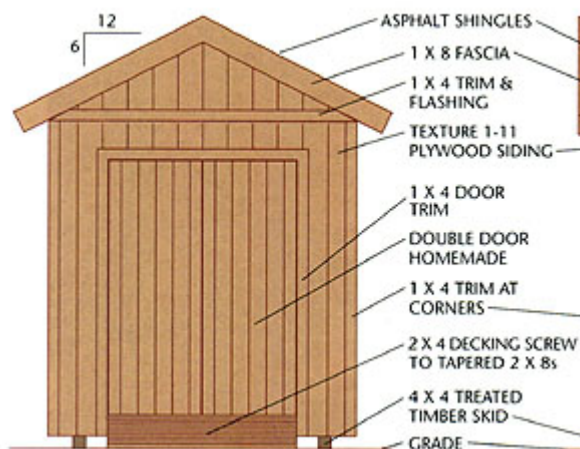 12
6
ASPHALT SHINGLES
1 X 8 FASCIA
1 X 4 TRIM &
FLASHING
TEXTURE 1-11
PLYWOOD SIDING
1 X 4 DOOR
TRIM
DOUBLE DOOR
HOMEMADE
1 X 4 TRIM AT
CORNERS
2 X 4 DECKING SCREW
TO TAPERED 2 X 8s
4 X 4 TREATED
TIMBER SKID
GRADE